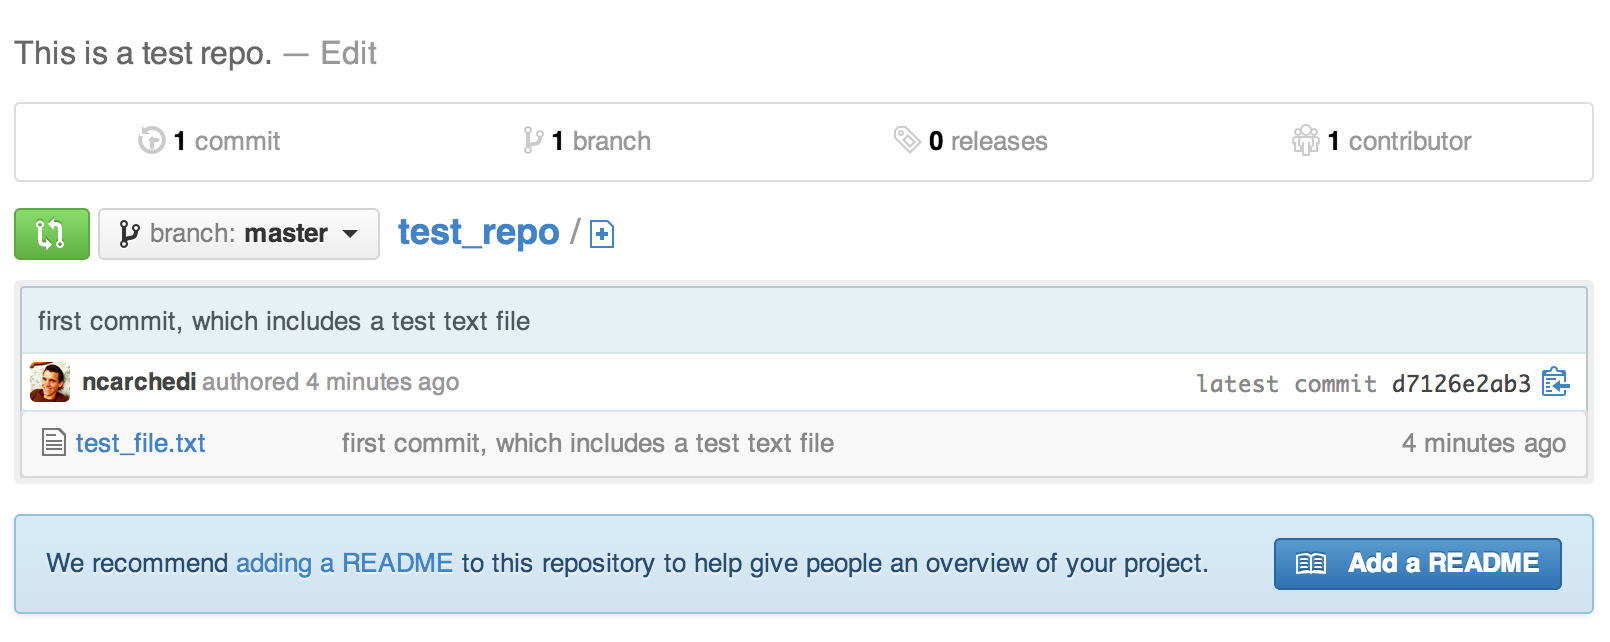 This is a test repo. — Edit
1 commit 1 branch 0 releases 1 contributor
branch: master test_repo /
first commit, which includes a test text file
ncarchedi authored 4 minutes ago latest commit d7126e2ab3
test_file.txt first commit, which includes a test text file 4 minutes ago
We recommend adding a README to this repository to help give people an overview of your project. Add a README